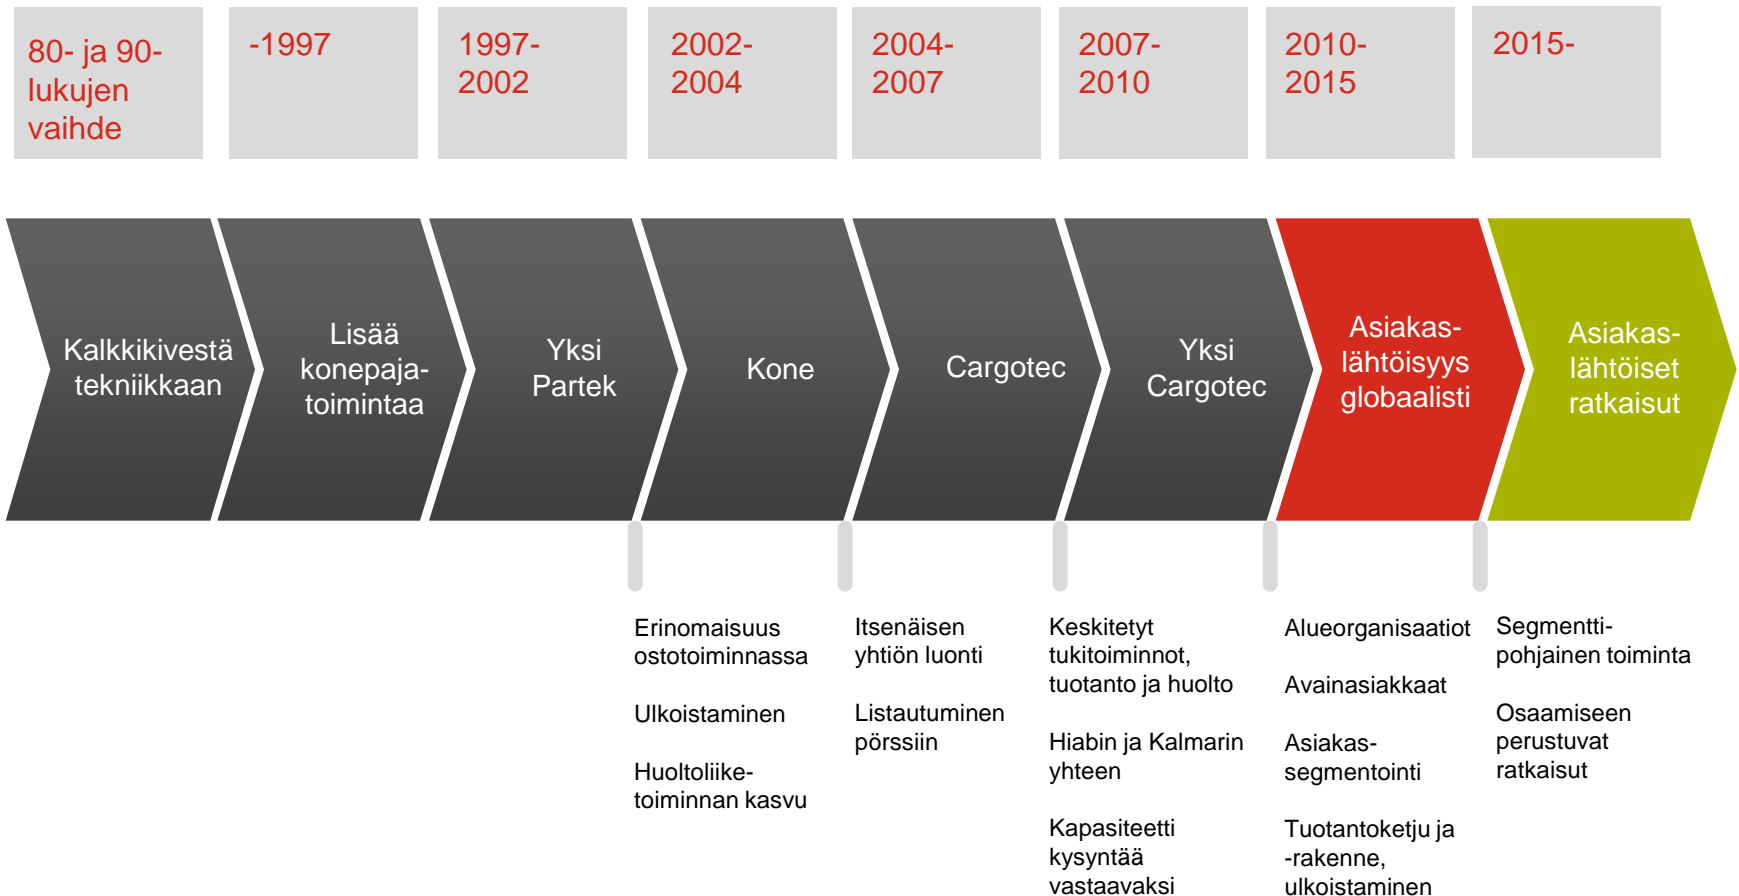 80- ja 90-
lukujen
vaihde
-1997
1997-
2002
2002-
2004
2004-
2007
2007-
2010
2010-
2015
2015-
Kalkkikivestä
tekniikkaan
Lisää
konepaja-
toimintaa
Yksi
Partek
Kone
Cargotec
Yksi
Cargotec
Asiakas-
lähtöisyys
globaalisti
Asiakas-
lähtöiset
ratkaisut
Erinomaisuus
ostotoiminnassa
Ulkoistaminen
Huoltoliike-
toiminnan kasvu
Itsenäisen
yhtiön luonti
Listautuminen
pörssiin
Keskitetyt
tukitoiminnot,
tuotanto ja huolto
Hiabin ja Kalmarin
yhteen
Kapasiteetti
kysyntää
vastaavaksi
Alueorganisaatiot
Avainasiakkaat
Asiakas-
segmentointi
Tuotantoketju ja
-rakenne,
ulkoistaminen
Segmentti-
pohjainen toiminta
Osaamiseen
perustuvat
ratkaisut